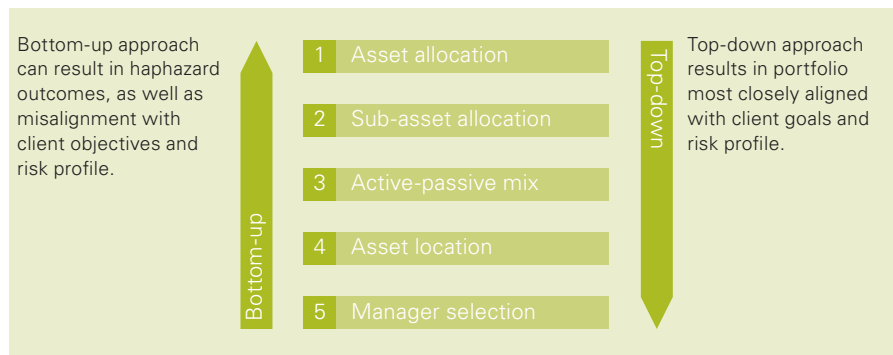 Bottom-up approach
can result in haphazard
outcomes, as well as
misalignment with
client objectives and
risk profile.
Bottom-up
1 Asset allocation
2 Sub-asset allocation
3 Active-passive mix
4 Asset location
5 Manager selection
Top-down
Top-down approach
results in portfolio
most closely aligned
with client goals and
risk profile.